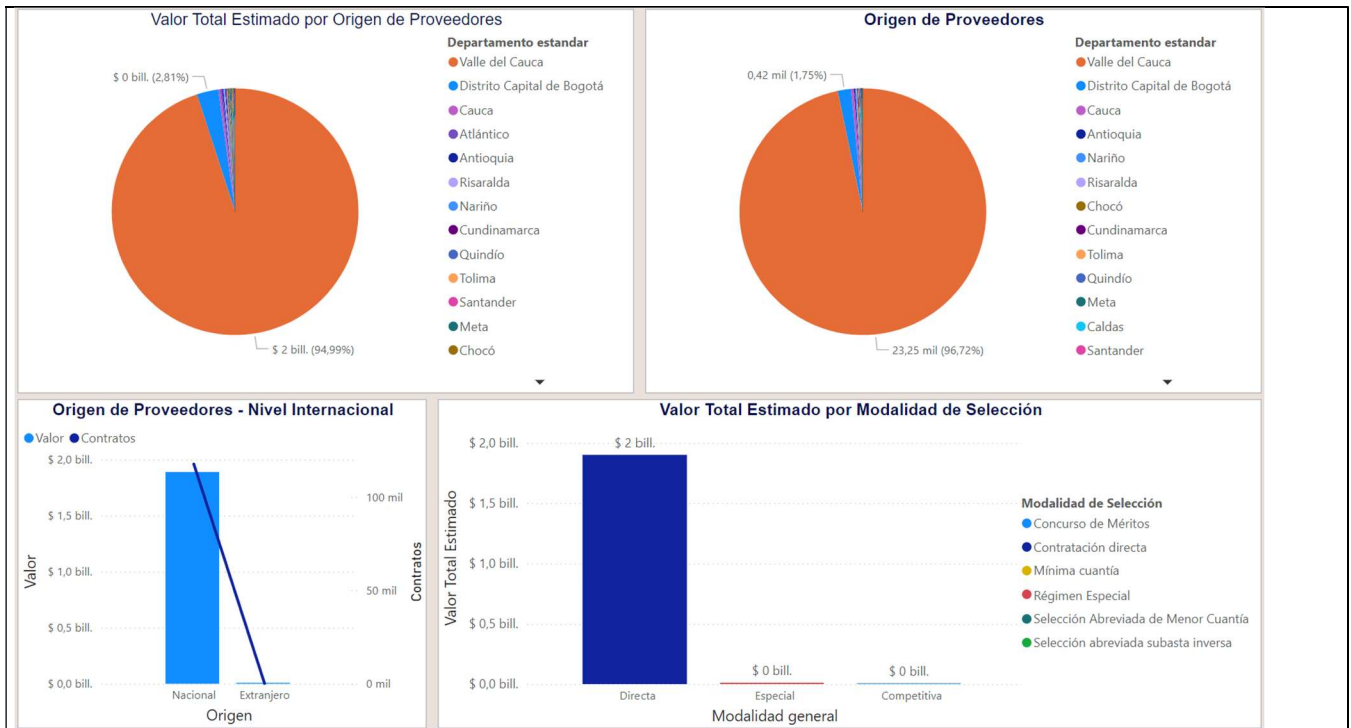 Valor Total Estimado por Origen de Proveedores
Departamento estandar
Valle del Cauca
Distrito Capital de Bogotá
Cauca
Atlántico
Antioquia
Risaralda
Nariño
Cundinamarca
Quindío
Tolima
Santander
Meta
Chocó
$ 0 bill. (2,81%)
$ 2 bill. (94,99%)
Origen de Proveedores
Departamento estandar
Valle del Cauca
Distrito Capital de Bogotá
Cauca
Antioquia
Nariño
Risaralda
Chocó
Cundinamarca
Tolima
Quindío
Meta
Caldas
Santander
0,42 mil (1,75%)
23,25 mil (96,72%)
Origen de Proveedores - Nivel Internacional
Valor Contratos
$ 2,0 bill.
$ 1,5 bill.
$ 1,0 bill.
$ 0,5 bill.
$ 0,0 bill.
Valor
100 mil
50 mil
0 mil
Contratos
Nacional Extranjero
Origen
Valor Total Estimado por Modalidad de Selección
$ 2,0 bill.
$ 1,5 bill.
$ 1,0 bill.
$ 0,5 bill.
$ 0,0 bill.
Valor Total Estimado
$ 2 bill.
$ 0 bill.
$ 0 bill.
Directa Especial Competitiva
Modalidad general
Modalidad de Selección
Concurso de Méritos
Contratación directa
Mínima cuantía
Régimen Especial
Selección Abreviada de Menor Cuantía
Selección abreviada subasta inversa